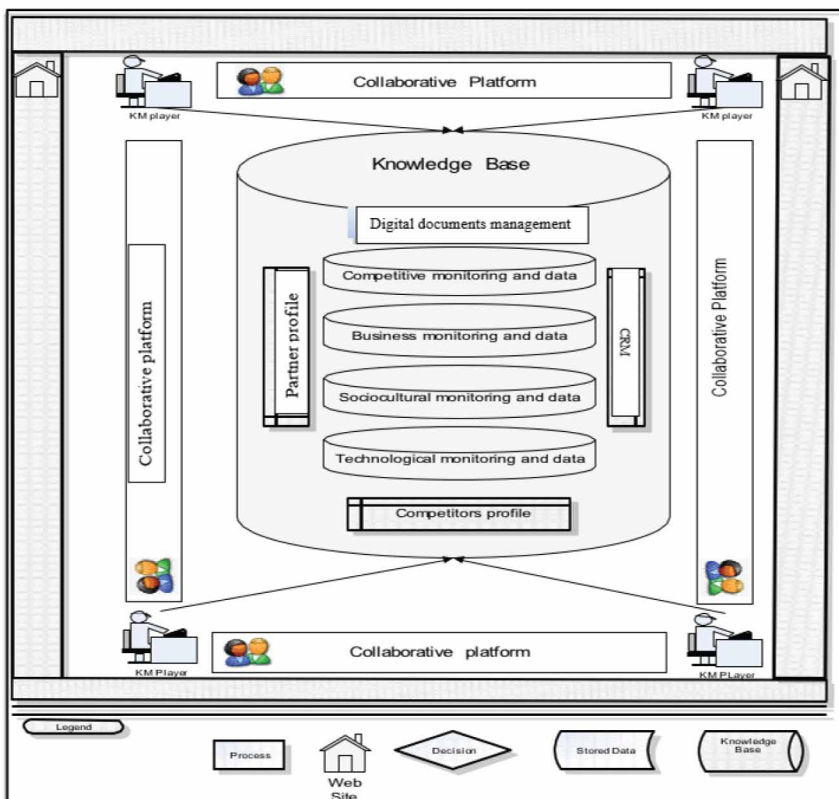 Collaborative Platform
KM player
KM player
Knowledge Base
Digital documents management
Competitive monitoring and data
Business monitoring and data
Sociocultural monitoring and data
Technological monitoring and data
Competitors profile
Partner profile
CRM
Collaborative platform
Collaborative Platform
KM Player
KM PLayer
Collaborative platform
Legend
Process
Web
Site
Decision
Stored Data
Knowledge
Base